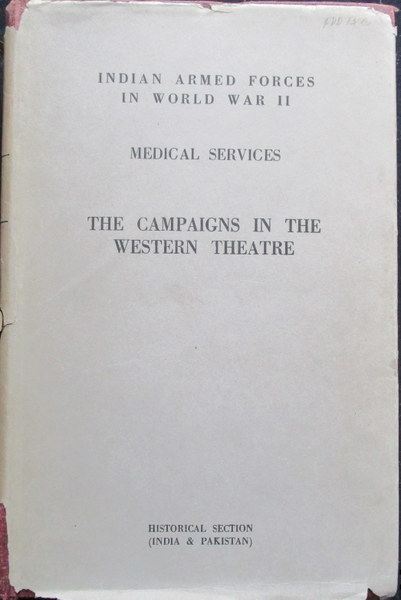 INDIAN ARMED FORCES
IN WORLD WAR II
MEDICAL SERVICES
THE CAMPAIGNS IN THE
WESTERN THEATRE
HISTORICAL SECTION
(INDIA & PAKISTAN)